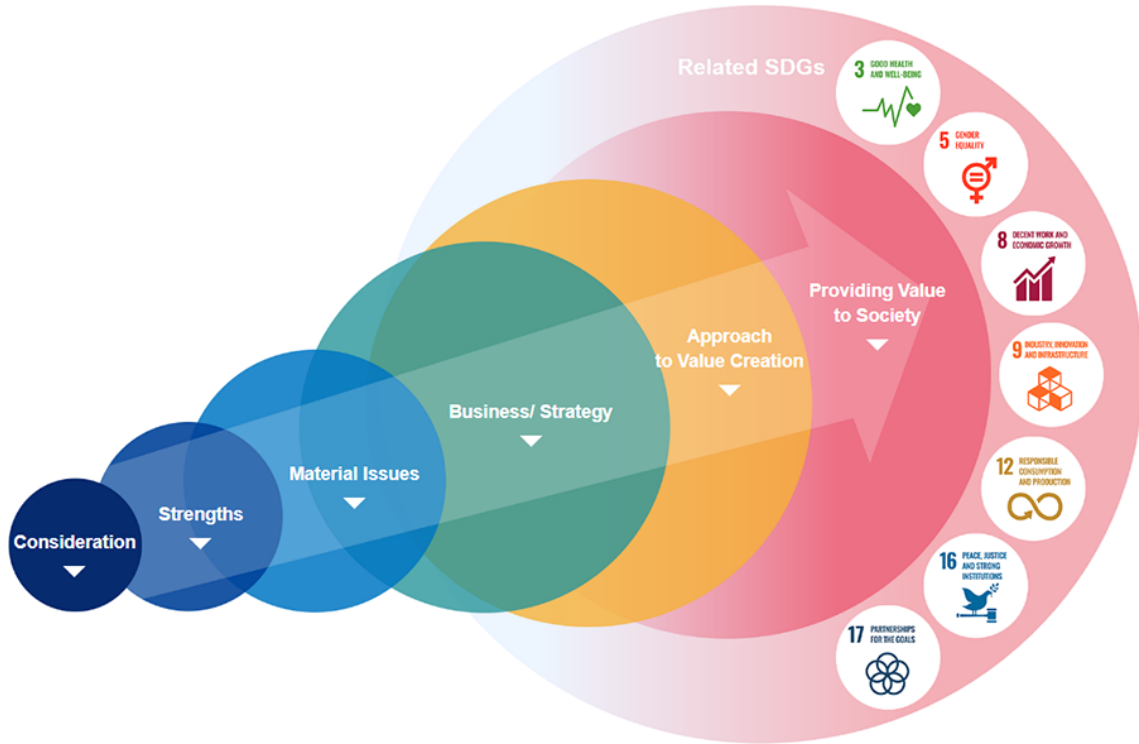 Related SDGs
3 GOOD HEALTH
AND WELL-BEING
5 GENDER
EQUALITY
8 DECENT WORK AND
ECONOMIC GROWTH
9 INDUSTRY, INNOVATION
AND INFRASTRUCTURE
12 RESPONSIBLE
CONSUMPTION
AND PRODUCTION
16 PEACE, JUSTICE
AND STRONG
INSTITUTIONS
17 PARTNERSHIPS
FOR THE GOALS
Providing Value
to Society
Approach
to Value Creation
Business/ Strategy
Material Issues
Strengths
Consideration